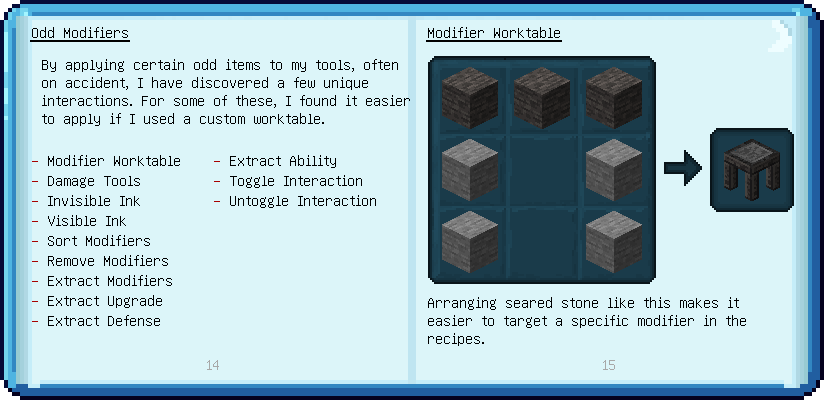 Odd Modifiers
By applying certain odd items to my tools, often
on accident, I have discovered a few unique
interactions. For some of these, I found it easier
to apply if I used a custom worktable.
- Modifier Worktable
- Damage Tools
- Invisible Ink
- Visible Ink
- Sort Modifiers
- Remove Modifiers
- Extract Modifiers
- Extract Upgrade
- Extract Defense
- Extract Ability
- Toggle Interaction
- Untoggle Interaction
14
Modifier Worktable
Arranging seared stone like this makes it
easier to target a specific modifier in the
recipes.
15